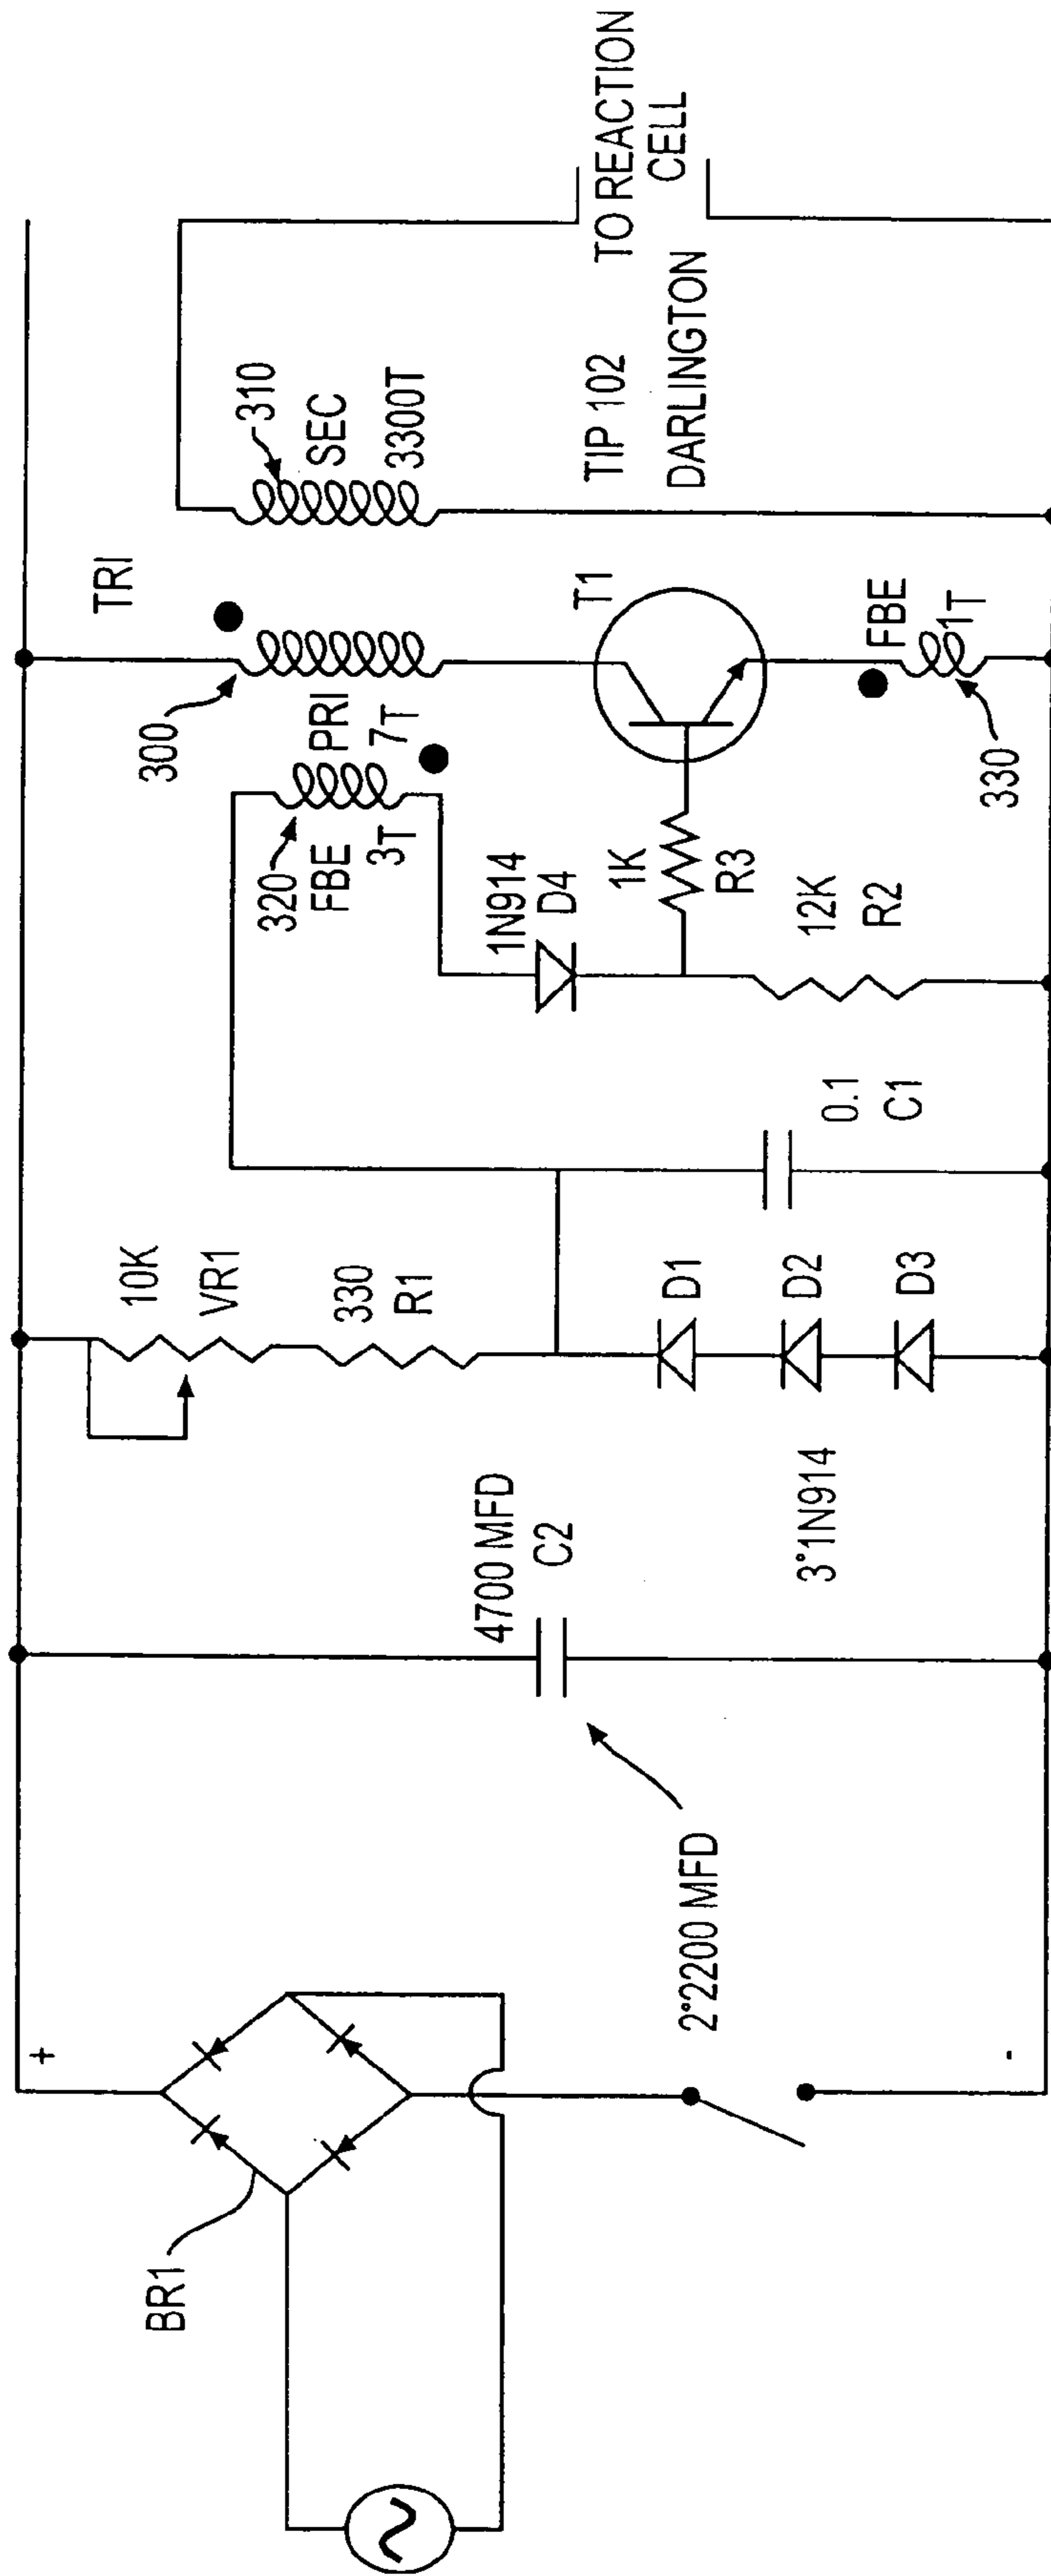 BR1
+
-
2°2200 MFD
4700 MFD
C2
10K
VR1
330
R1
3°1N914
D1
D2
D3
0.1
C1
320
FBE
3T
1N914
D4
1K
R3
12K
R2
300
PRI
7T
TRI
T1
FBE
1T
330
310
SEC
3300T
TIP 102
DARLINGTON
TO REACTION
CELL